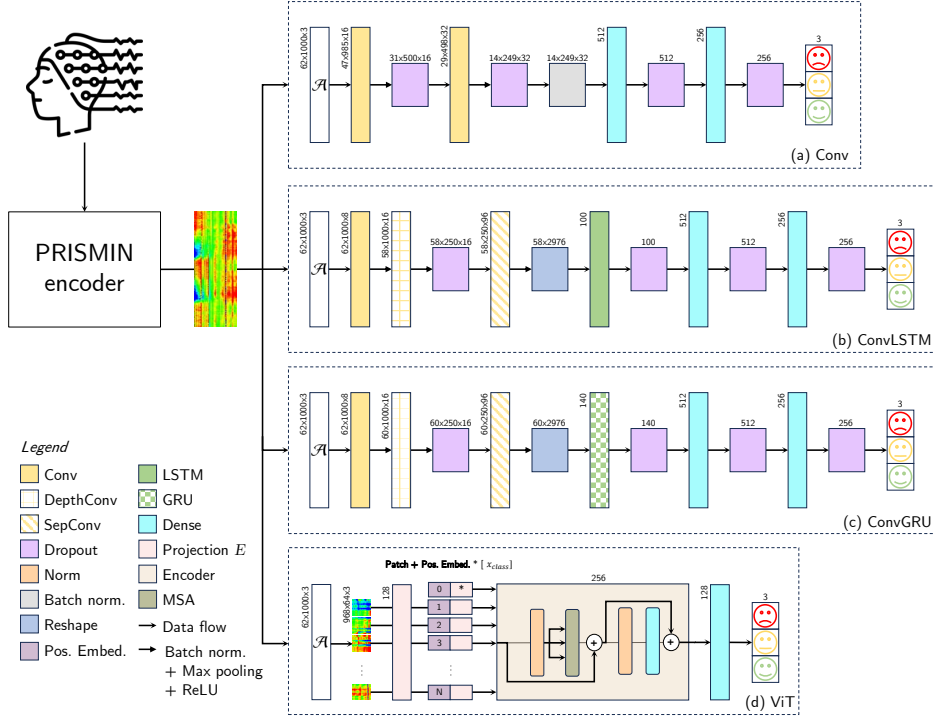 PRISMIN
encoder
62x1000x3
𝒜
47x985x16
31x500x16
29x498x32
14x249x32
14x249x32
512
512
256
256
3
(a) Conv
62x1000x3
𝒜
62x1000x8
58x1000x16
58x250x16
58x250x96
58x2976
100
100
512
512
256
256
3
(b) ConvLSTM
62x1000x3
𝒜
62x1000x8
60x1000x16
60x250x16
60x250x96
60x2976
140
140
512
512
256
256
3
(c) ConvGRU
Legend
Conv
DepthConv
SepConv
Dropout
Norm
Batch norm.
Reshape
Pos. Embed.
LSTM
GRU
Dense
Projection E
Encoder
MSA
Data flow
Batch norm.
+ Max pooling
+ ReLU
Patch + Pos. Embed. * [ x_class]
62x1000x3
𝒜
968x64x3
128
0 *
1
2
3
N
256
+
+
128
3
(d) ViT